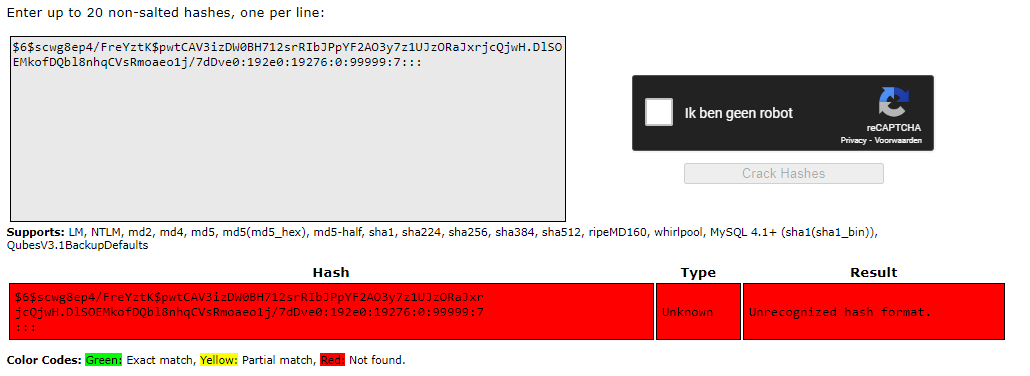 Enter up to 20 non-salted hashes, one per line:
$6$scwg8ep4/FreYztK$pwtCAV3izDW0BH712srRIbJPpYF2AO3y7z1UJzORaJxrjcQjwH.DlSO
EMkofDQbl8nhqCVsRmoaeo1j/7dDve0:192e0:19276:0:99999:7:::
Ik ben geen robot
reCAPTCHA
Privacy - Voorwaarden
Crack Hashes
Supports: LM, NTLM, md2, md4, md5, md5(md5_hex), md5-half, sha1, sha224, sha256, sha384, sha512, ripeMD160, whirlpool, MySQL 4.1+ (sha1(sha1_bin)),
QubesV3.1BackupDefaults
Hash Type Result
$6$scwg8ep4/FreYztK$pwtCAV3izDW0BH712srRIbJPpYF2AO3y7z1UJzORaJxr
jcQjwH.DlSOEMkofDQbl8nhqCVsRmoaeo1j/7dDve0:192e0:19276:0:99999:7
:::
Unknown
Unrecognized hash format.
Color Codes: Green: Exact match, Yellow: Partial match, Red: Not found.